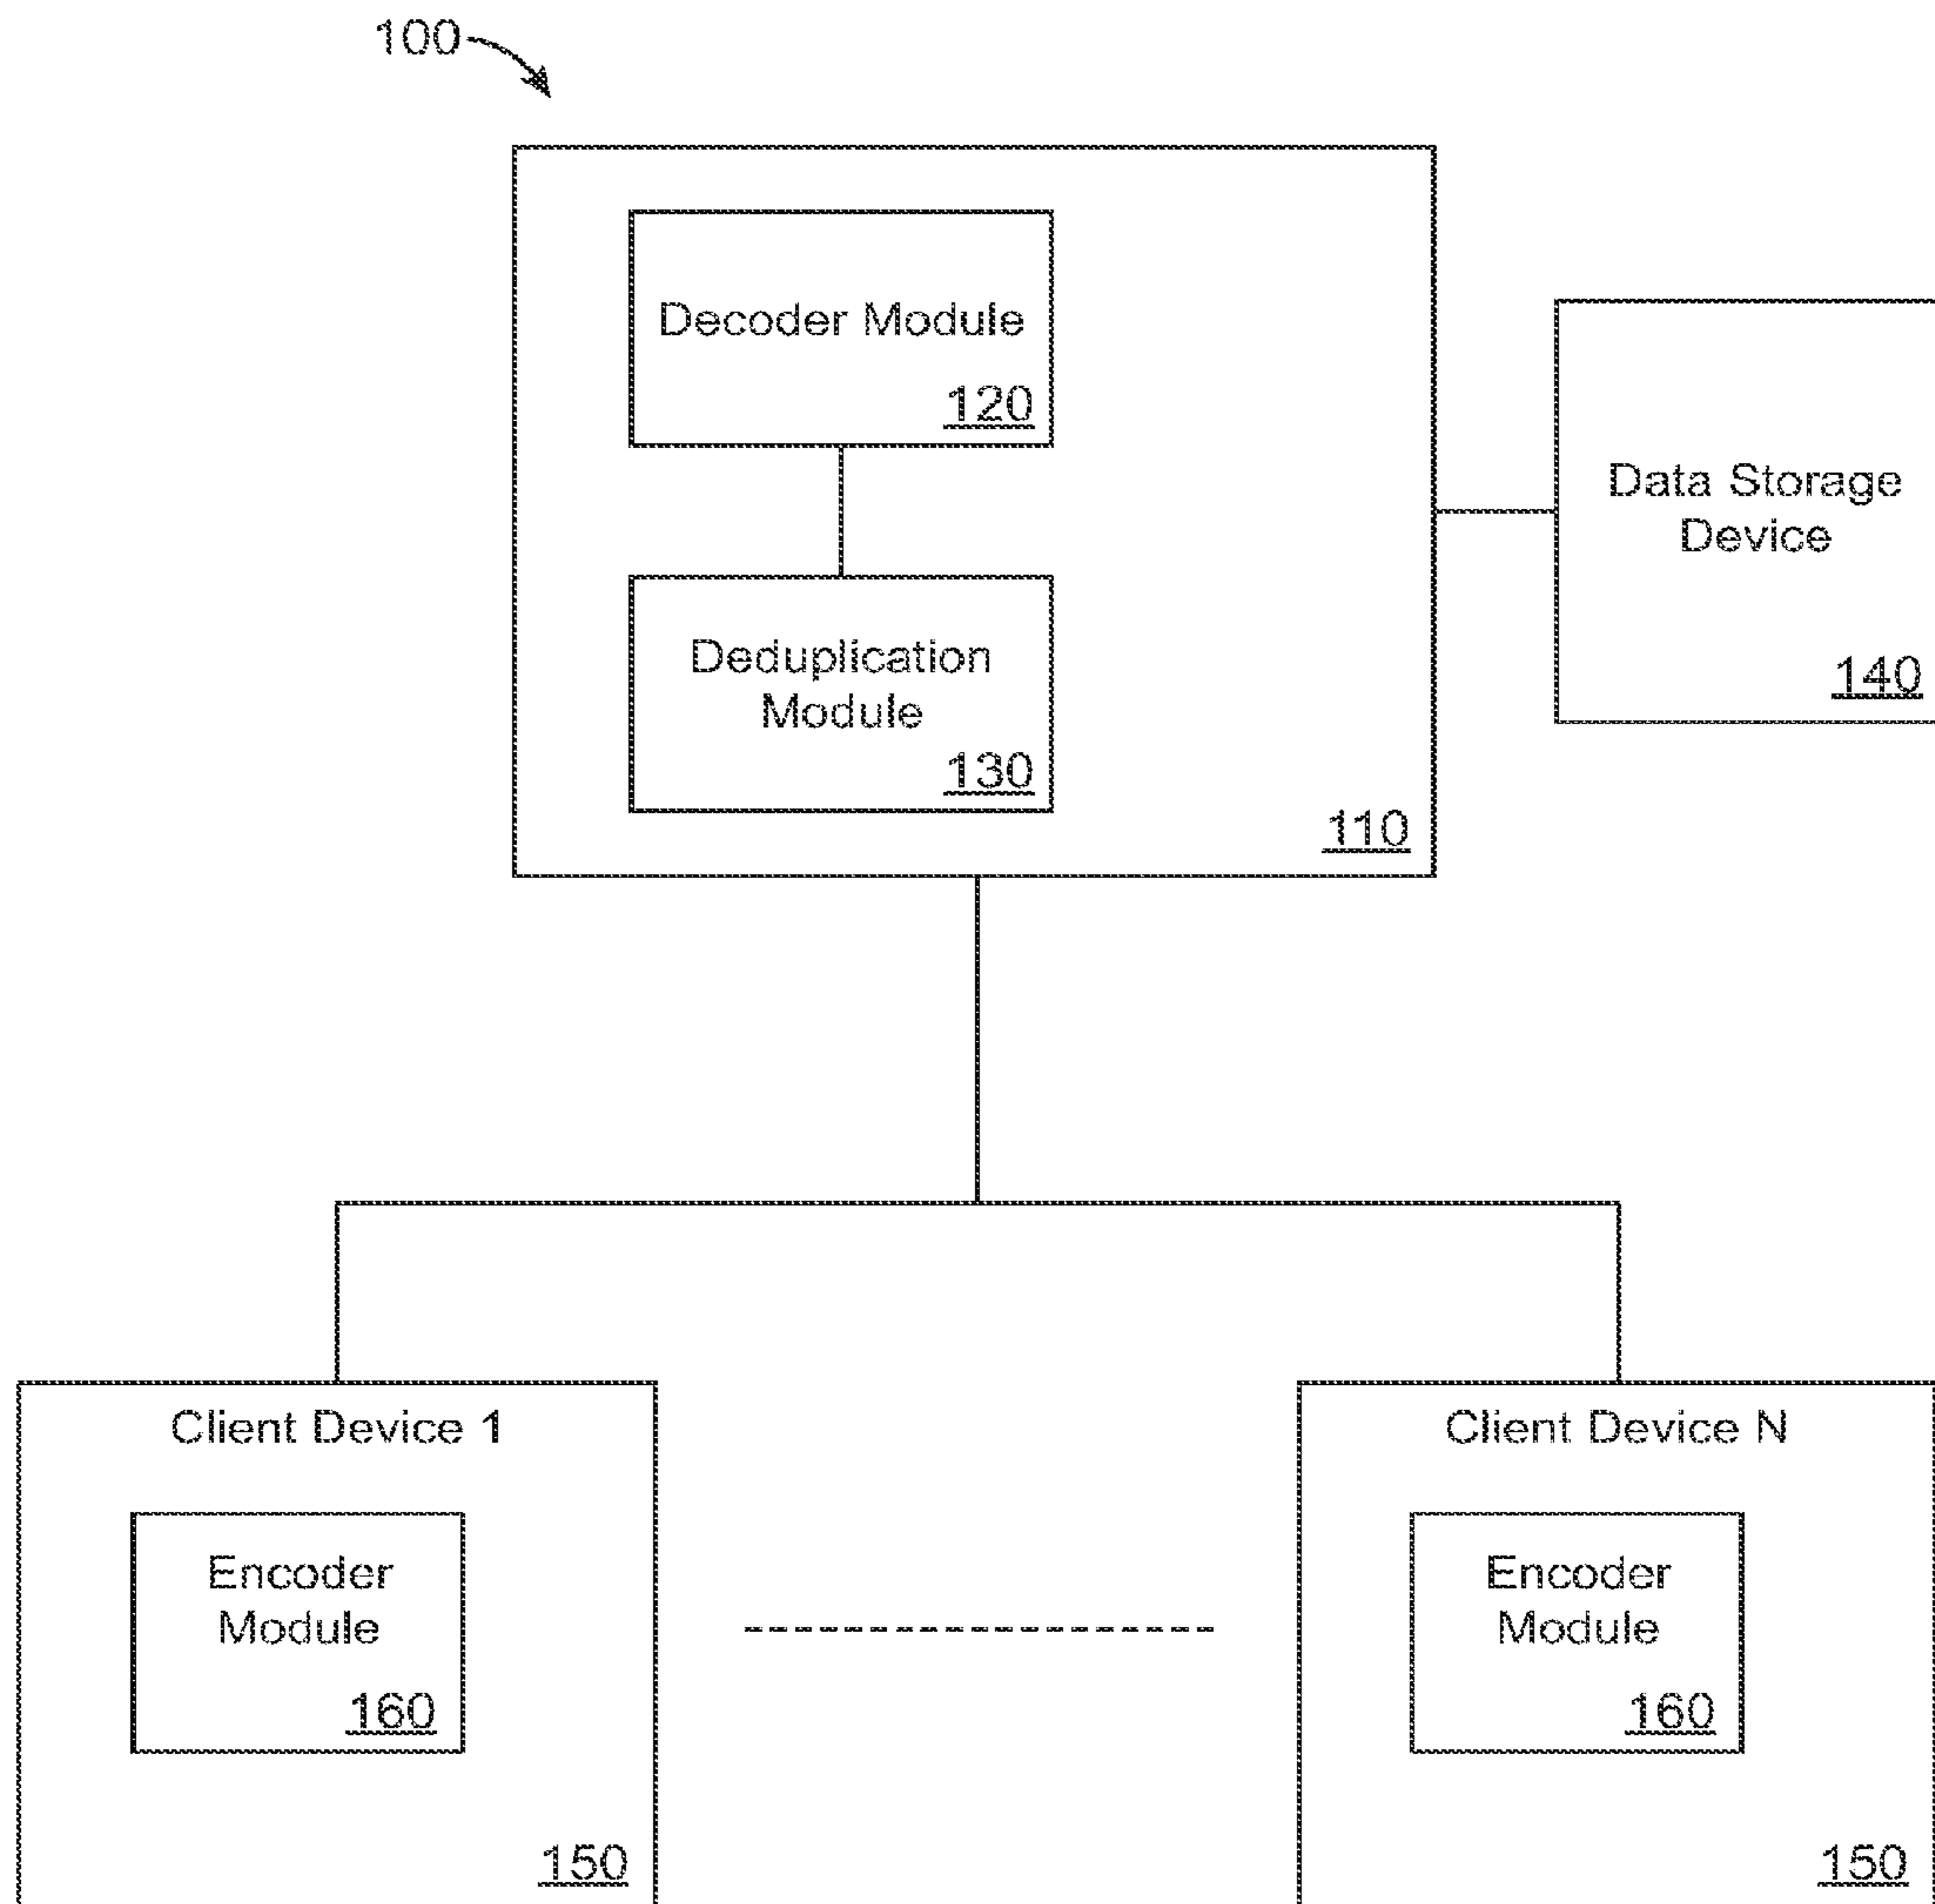 100
Decoder Module
120
Data Storage
Device
140
Deduplication
Module
130
110
Client Device 1
Encoder
Module
160
150
Client Device N
Encoder
Module
160
150